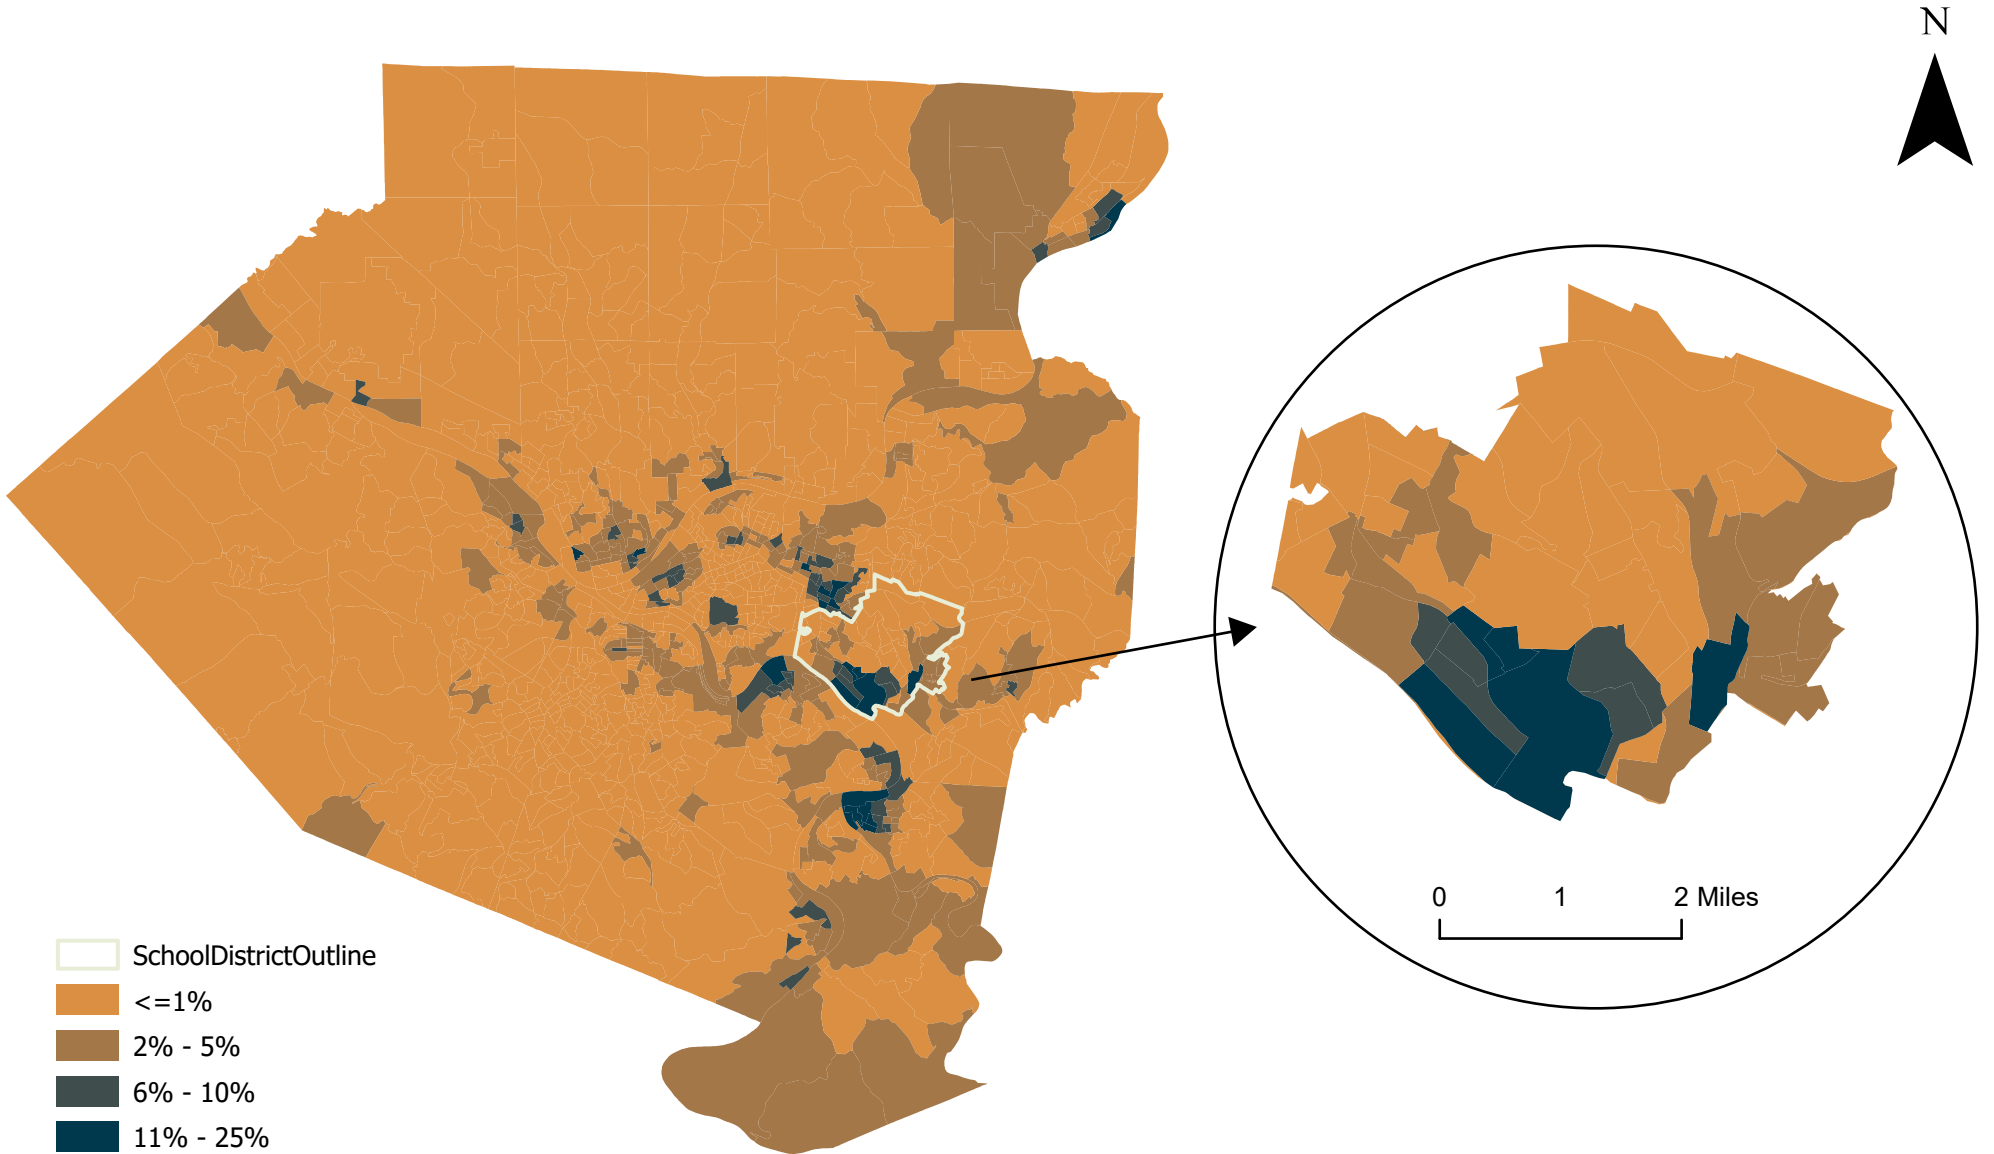 N
0 1 2 Miles
SchoolDistrictOutline
<=1%
2% - 5%
6% - 10%
11% - 25%